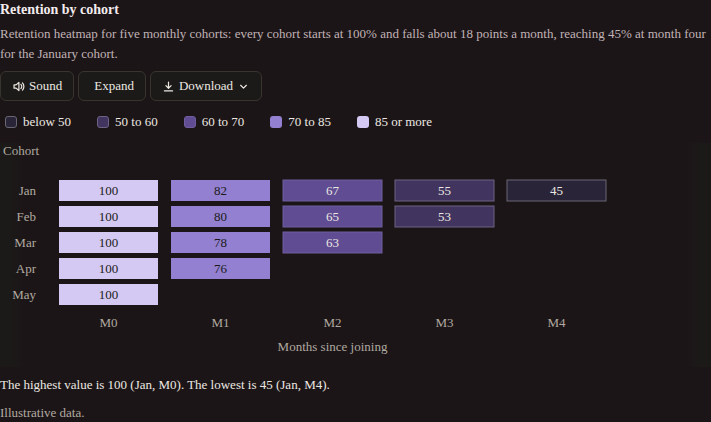 Retention by cohort
Retention heatmap for five monthly cohorts: every cohort starts at 100% and falls about 18 points a month, reaching 45% at month four
for the January cohort.
Sound Expand Download
below 50 50 to 60 60 to 70 70 to 85 85 or more
Cohort
Jan 100 82 67 55 45
Feb 100 80 65 53
Mar 100 78 63
Apr 100 76
May 100
M0 M1 M2 M3 M4
Months since joining
The highest value is 100 (Jan, M0). The lowest is 45 (Jan, M4).
Illustrative data.